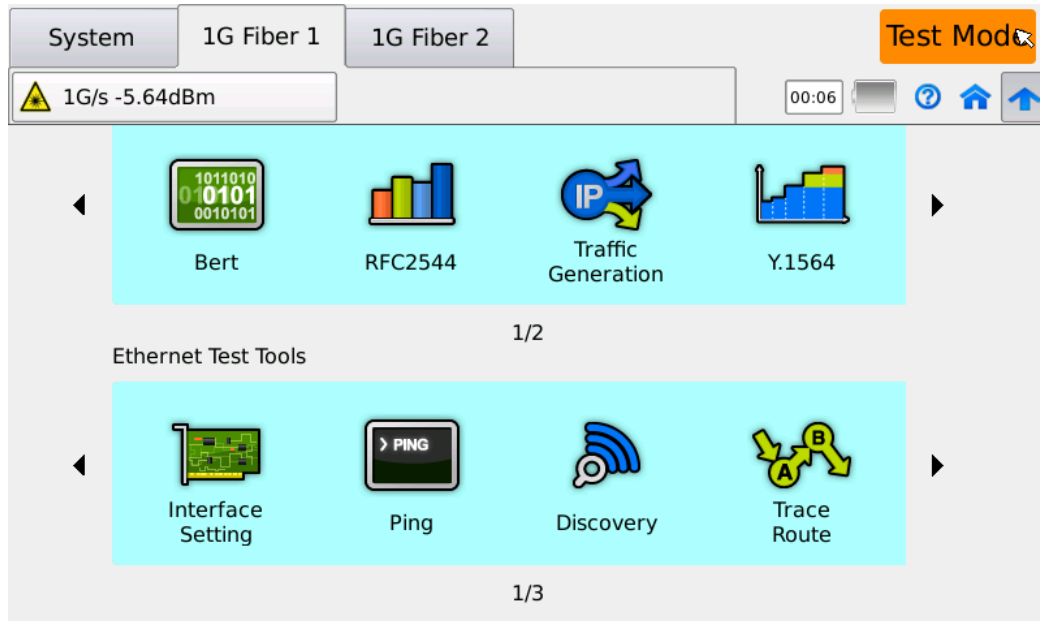 System
1G Fiber 1
1G Fiber 2
Test Mode
1G/s -5.64dBm
00:06
1011010
010101
0010101
Bert
RFC2544
IP
Traffic
Generation
Y.1564
1/2
Ethernet Test Tools
Interface
Setting
> PING
Ping
Discovery
A
B
Trace
Route
1/3